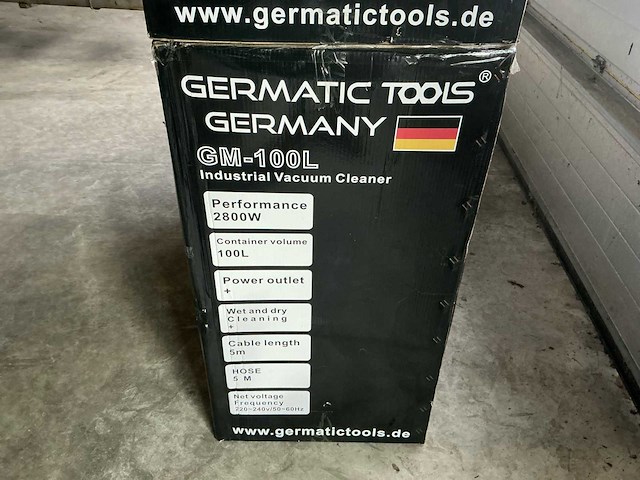 www.germatictools.de
GERMATIC TOOLS®
GERMANY
GM-100L
Industrial Vacuum Cleaner
Performance
2800W
Container volume
100L
Power outlet
+
Wet and dry
Cleaning
+
Cable length
5m
HOSE
5 M
Net voltage
Frequency
220~240v/50~60Hz
www.germatictools.de